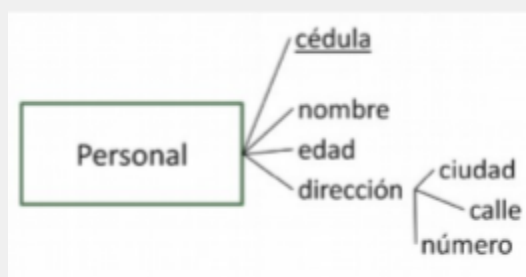 cédula
nombre
Personal
edad
dirección
ciudad
calle
número